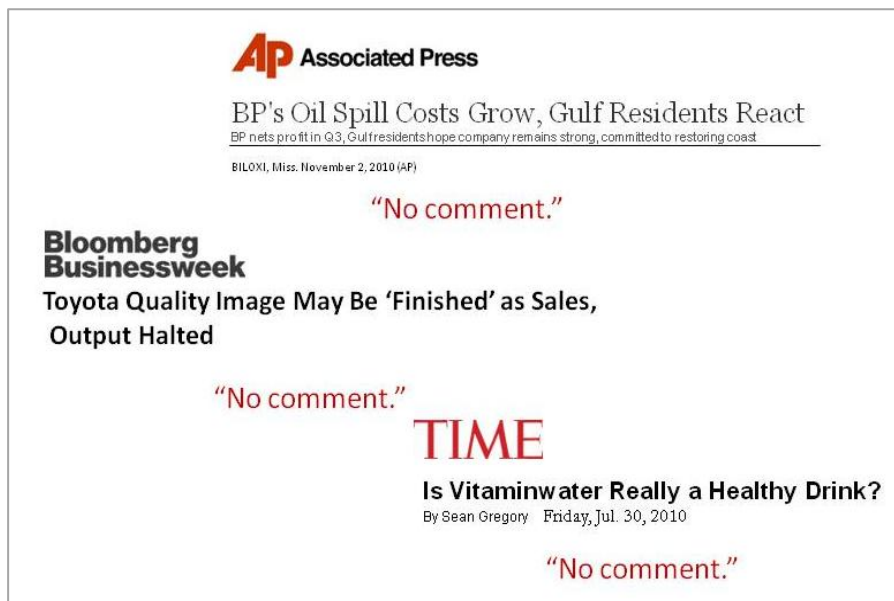 AP Associated Press
BP's Oil Spill Costs Grow, Gulf Residents React
BP nets profit in Q3, Gulf residents hope company remains strong, committed to restoring coast
BILOXI, Miss. November 2, 2010 (AP)
“No comment.”
Bloomberg
Businessweek
Toyota Quality Image May Be ‘Finished’ as Sales,
Output Halted
“No comment.”
TIME
Is Vitaminwater Really a Healthy Drink?
By Sean Gregory Friday, Jul. 30, 2010
“No comment.”